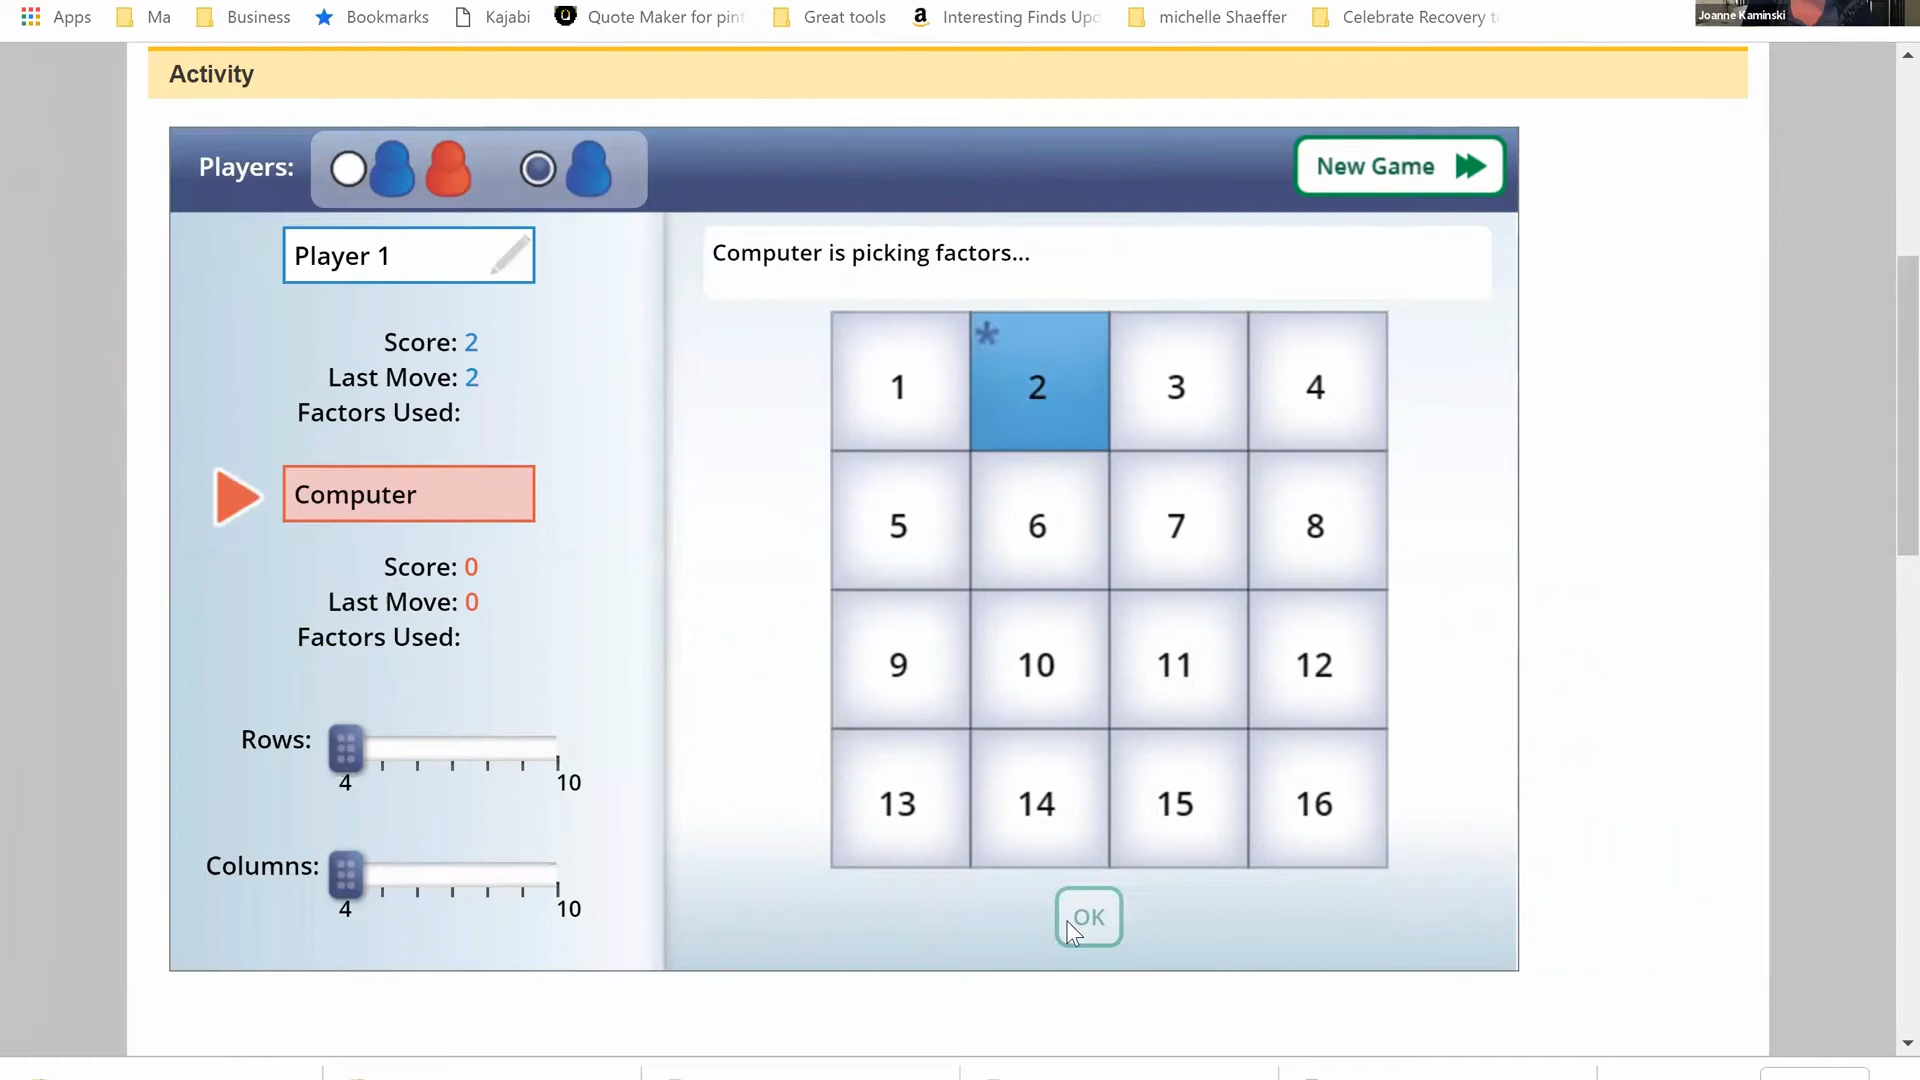 Apps Ma Business Bookmarks Kajabi Quote Maker for pint Great tools Interesting Finds Upd michelle Shaeffer Celebrate Recovery to
Joanne Kaminski
Activity
Players:
New Game
Player 1
Computer is picking factors...
Score: 2
Last Move: 2
Factors Used:
Computer
Score: 0
Last Move: 0
Factors Used:
Rows:
4 10
Columns:
4 10
* 
1 2 3 4
5 6 7 8
9 10 11 12
13 14 15 16
OK